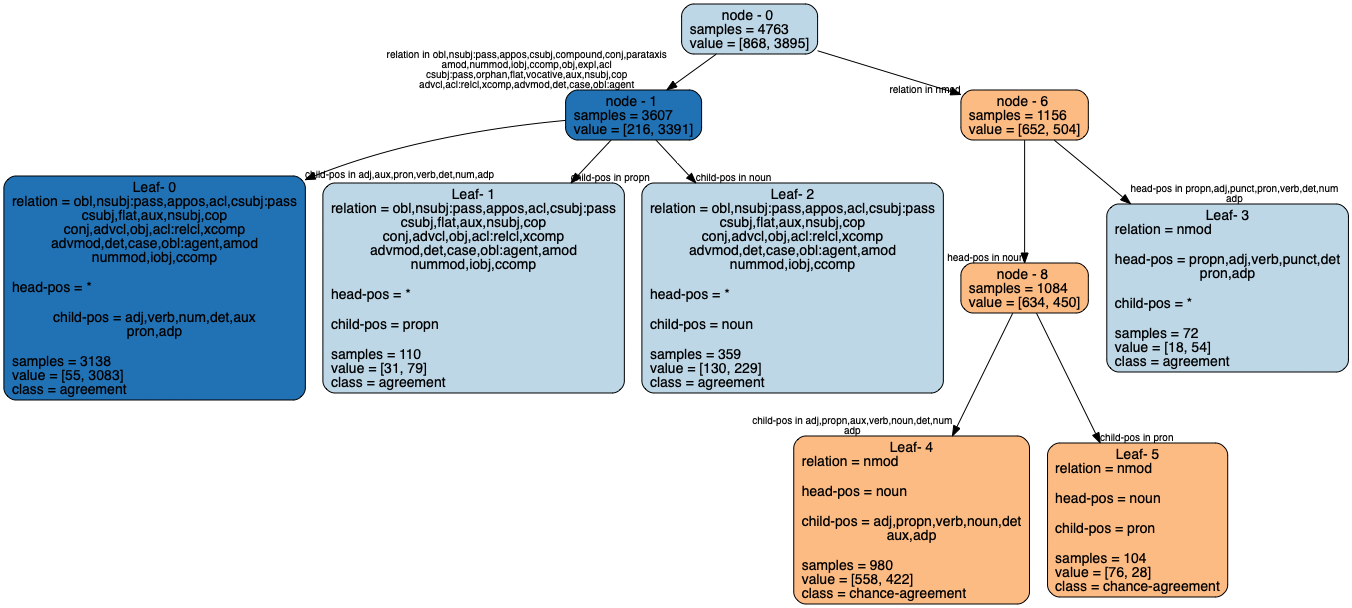 node - 0
samples = 4763
value = [868, 3895]
relation in obl,nsubj:pass,appos,csubj,compound,conj,parataxis
amod,nummod,iobj,ccomp,obj,expl,acl
csubj:pass,orphan,flat,vocative,aux,nsubj,cop
advcl,acl:relcl,xcomp,advmod,det,case,obl:agent
relation in nmod
node - 1
samples = 3607
value = [216, 3391]
node - 6
samples = 1156
value = [652, 504]
child-pos in adj,aux,pron,verb,det,num,adp
child-pos in propn
child-pos in noun
head-pos in propn,adj,punct,pron,verb,det,num
adp
Leaf- 0
relation = obl,nsubj:pass,appos,acl,csubj:pass
csubj,flat,aux,nsubj,cop
conj,advcl,obj,acl:relcl,xcomp
advmod,det,case,obl:agent,amod
nummod,iobj,ccomp
head-pos = *
child-pos = adj,verb,num,det,aux
pron,adp
samples = 3138
value = [55, 3083]
class = agreement
Leaf- 1
relation = obl,nsubj:pass,appos,acl,csubj:pass
csubj,flat,aux,nsubj,cop
conj,advcl,obj,acl:relcl,xcomp
advmod,det,case,obl:agent,amod
nummod,iobj,ccomp
head-pos = *
child-pos = propn
samples = 110
value = [31, 79]
class = agreement
Leaf- 2
relation = obl,nsubj:pass,appos,acl,csubj:pass
csubj,flat,aux,nsubj,cop
conj,advcl,obj,acl:relcl,xcomp
advmod,det,case,obl:agent,amod
nummod,iobj,ccomp
head-pos = *
child-pos = noun
samples = 359
value = [130, 229]
class = agreement
head-pos in noun
node - 8
samples = 1084
value = [634, 450]
Leaf- 3
relation = nmod
head-pos = propn,adj,verb,punct,det
pron,adp
child-pos = *
samples = 72
value = [18, 54]
class = agreement
child-pos in adj,propn,aux,verb,noun,det,num
adp
child-pos in pron
Leaf- 4
relation = nmod
head-pos = noun
child-pos = adj,propn,verb,noun,det
aux,adp
samples = 980
value = [558, 422]
class = chance-agreement
Leaf- 5
relation = nmod
head-pos = noun
child-pos = pron
samples = 104
value = [76, 28]
class = chance-agreement